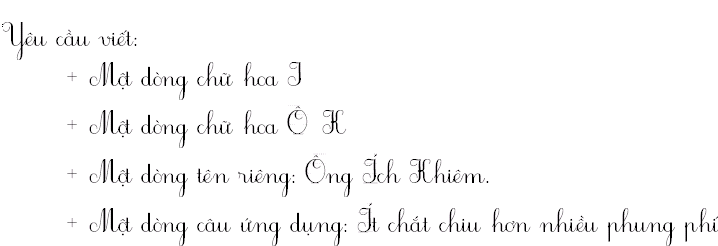 Yêu cầu viết:
+ Một dòng chữ hoa I
+ Một dòng chữ hoa Ô K
+ Một dòng tên riêng: Ông Ích Khiêm.
+ Một dòng câu ứng dụng: Ít chắt chiu hơn nhiều phung phí